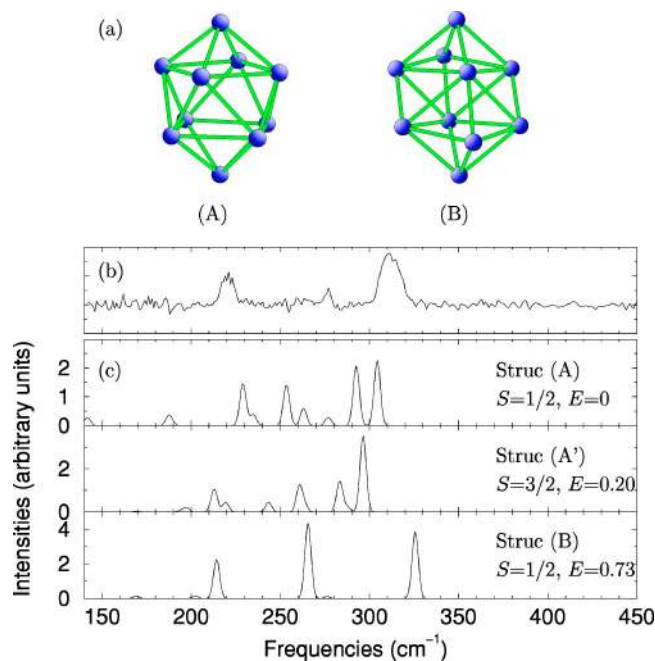 (a)
(A)
(B)
(b)
(c)
Struc (A)
S=1/2, E=0
2
1
0
Struc (A')
S=3/2, E=0.20
2
0
Struc (B)
S=1/2, E=0.73
4
2
0
150 200 250 300 350 400 450
Frequencies (cm⁻¹)
Intensities (arbitrary units)